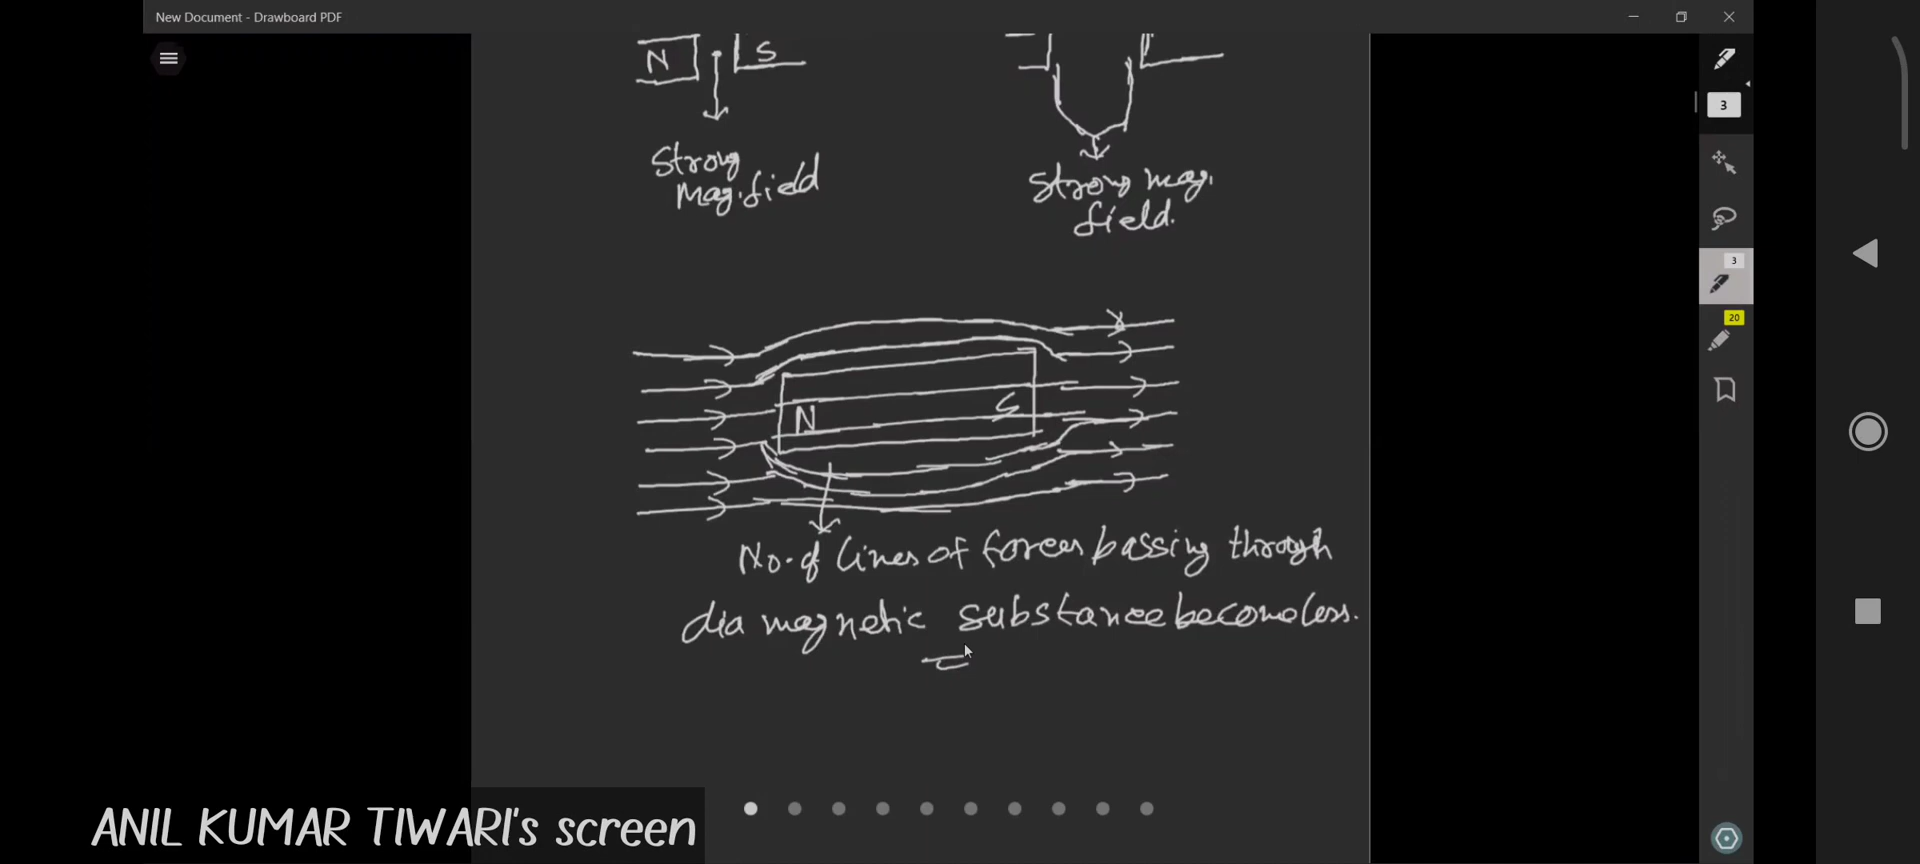 New Document - Drawboard PDF
N S
3
Strong
Mag. field
Strong mag.
field.
3
20
N S
No. of lines of forces passing through
dia magnetic substance become less.
ANIL KUMAR TIWARI's screen